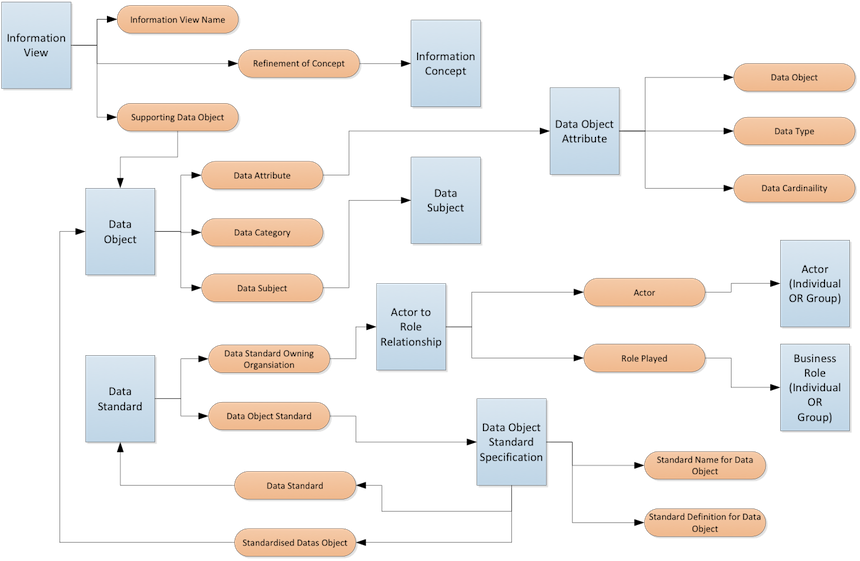 Information
View
Information View Name
Refinement of Concept
Information
Concept
Supporting Data Object
Data Object
Attribute
Data Object
Data Type
Data Cardinaility
Data
Object
Data Attribute
Data Category
Data Subject
Data
Subject
Actor to
Role
Relationship
Actor
Role Played
Actor
(Individual
OR Group)
Business
Role
(Individual
OR
Group)
Data
Standard
Data Standard Owning
Organsiation
Data Object Standard
Data Object
Standard
Specification
Standard Name for Data
Object
Standard Definition for Data
Object
Data Standard
Standardised Datas Object